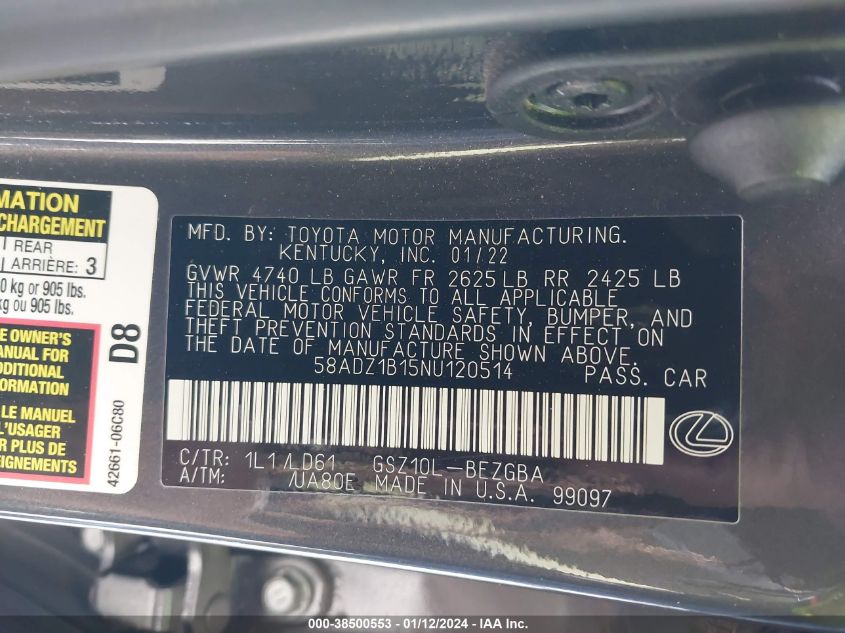 MATION
CHARGEMENT
REAR
ARRIÈRE: 3
0 kg or 905 lbs.
kg ou 905 lbs.
E OWNER'S
MANUAL FOR
ADDITIONAL
FORMATION
LE MANUEL
L'USAGER
PLUS DE
SEIGNEMENTS
D8
42661-06C80
MFD. BY: TOYOTA MOTOR MANUFACTURING.
KENTUCKY, INC. 01/22
GVWR 4740 LB GAWR FR 2625 LB RR 2425 LB
THIS VEHICLE CONFORMS TO ALL APPLICABLE
FEDERAL MOTOR VEHICLE SAFETY, BUMPER, AND
THEFT PREVENTION STANDARDS IN EFFECT ON
THE DATE OF MANUFACTURE SHOWN ABOVE.
58ADZ1B15NU120514 PASS. CAR
C/TR: 1L1/LD61 GSZ10L-BEZGBA
A/TM: /UA80E MADE IN U.S.A. 99097
000-38500553 - 01/12/2024 - IAA Inc.